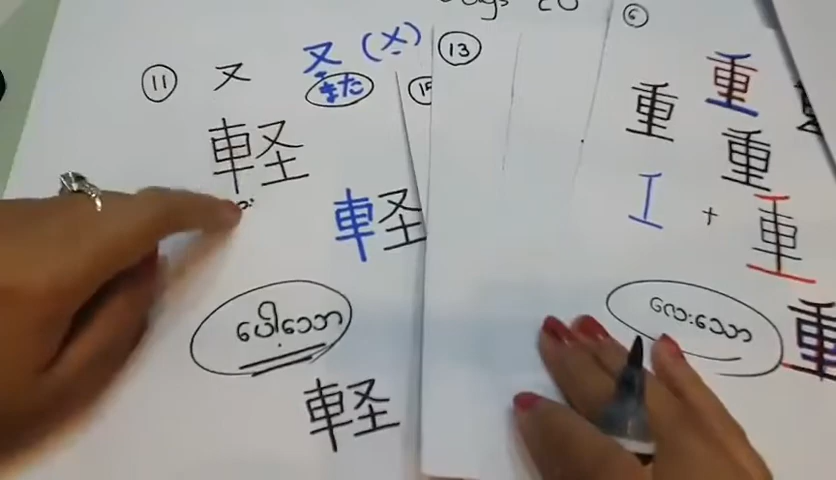 ⑪ 又 又 (又)
また
軽
軽
ပေါ့သော
軽
⑬
⑥
重 重
重
工 + 車
လေးသော
重